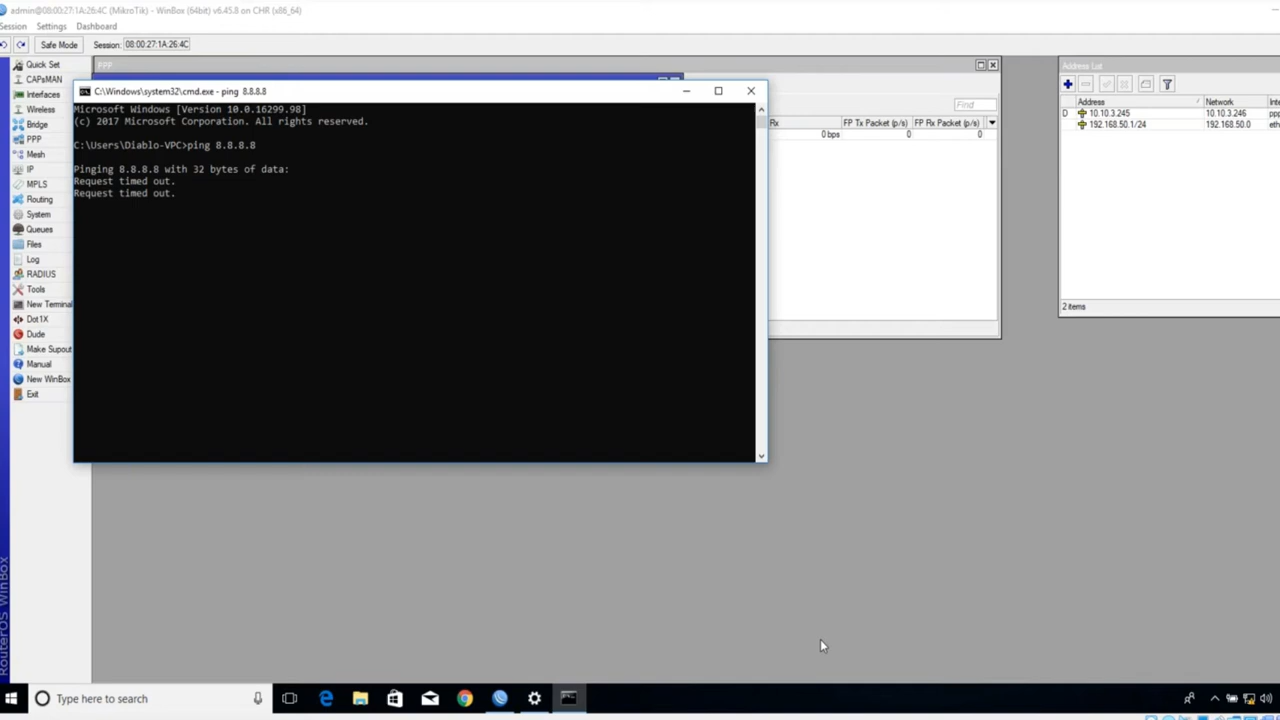 admin@08:00:27:1A:26:4C (MikroTik) - WinBox (64bit) v6.45.8 on CHR (x86_64)
Session Settings Dashboard
Safe Mode Session: 08:00:27:1A:26:4C
Quick Set
CAPsMAN
Interfaces
Wireless
Bridge
PPP
Mesh
IP
MPLS
Routing
System
Queues
Files
Log
RADIUS
Tools
New Terminal
Dot1X
Dude
Make Supout
Manual
New WinBox
Exit
RouterOS WinBox
PPP
C:\Windows\system32\cmd.exe - ping 8.8.8.8
Microsoft Windows [Version 10.0.16299.98]
(c) 2017 Microsoft Corporation. All rights reserved.
C:\Users\Diablo-VPC>ping 8.8.8.8
Pinging 8.8.8.8 with 32 bytes of data:
Request timed out.
Request timed out.
Find
Rx FP Tx Packet (p/s) FP Rx Packet (p/s)
0 bps 0 0
Address List
Address Network Int
D 10.10.3.245 10.10.3.246 ppp
192.168.50.1/24 192.168.50.0 eth
2 items
Type here to search